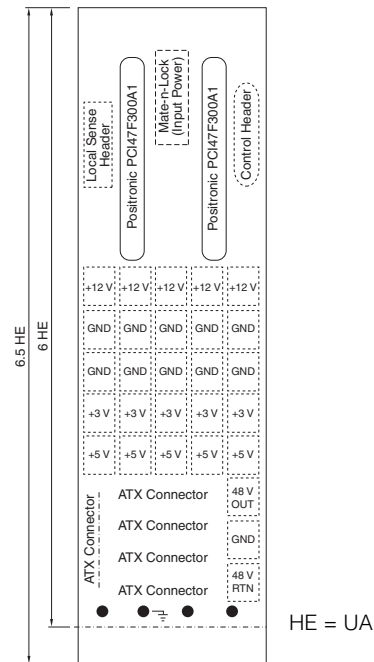 Local Sense
Header
Positronic PCI47F300A1
Mate-n-Lock
(Input Power)
Positronic PCI47F300A1
Control Header
6.5 HE
6 HE
+12 V +12 V +12 V +12 V +12 V
GND GND GND GND GND
GND GND GND GND GND
+3 V +3 V +3 V +3 V +3 V
+5 V +5 V +5 V +5 V +5 V
ATX Connector
ATX Connector
ATX Connector
ATX Connector
ATX Connector
48 V
OUT
GND
48 V
RTN
HE = UA